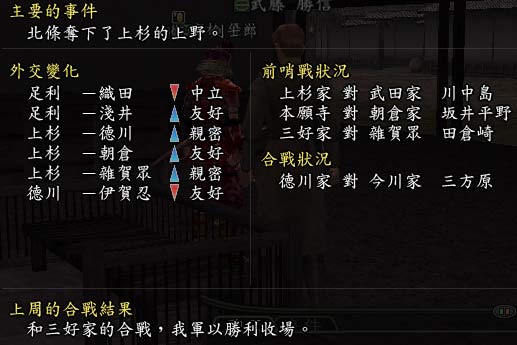 主要的事件
北條奪下了上杉的上野。
外交變化
足利 －織田 ▼ 中立
足利 －淺井 ▲ 友好
上杉 －德川 ▲ 親密
上杉 －朝倉 ▲ 友好
上杉 －雜賀眾 ▲ 親密
德川 －伊賀忍 ▼ 友好
前哨戰狀況
上杉家 對 武田家 川中島
本願寺 對 朝倉家 坂井平野
三好家 對 雜賀眾 田倉崎
合戰狀況
德川家 對 今川家 三方原
上周的合戰結果
和三好家的合戰，我軍以勝利收場。